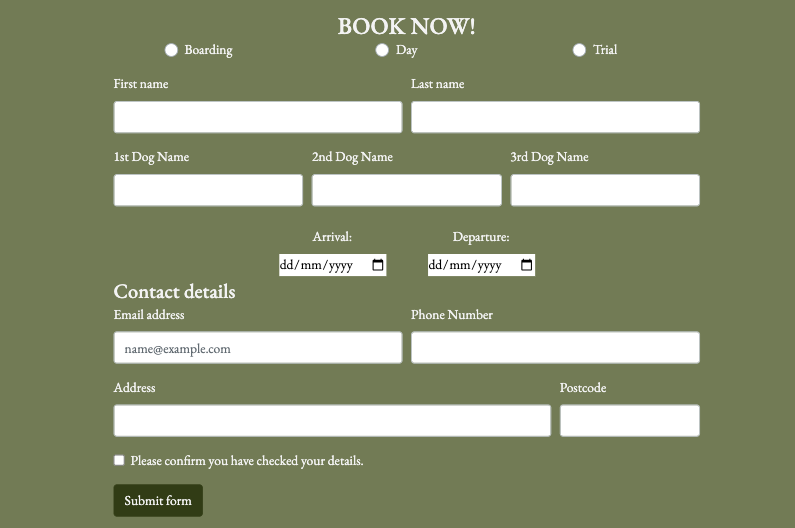 BOOK NOW!
Boarding Day Trial
First name Last name
1st Dog Name 2nd Dog Name 3rd Dog Name
Arrival: Departure:
dd/mm/yyyy dd/mm/yyyy
Contact details
Email address Phone Number
name@example.com
Address Postcode
Please confirm you have checked your details.
Submit form